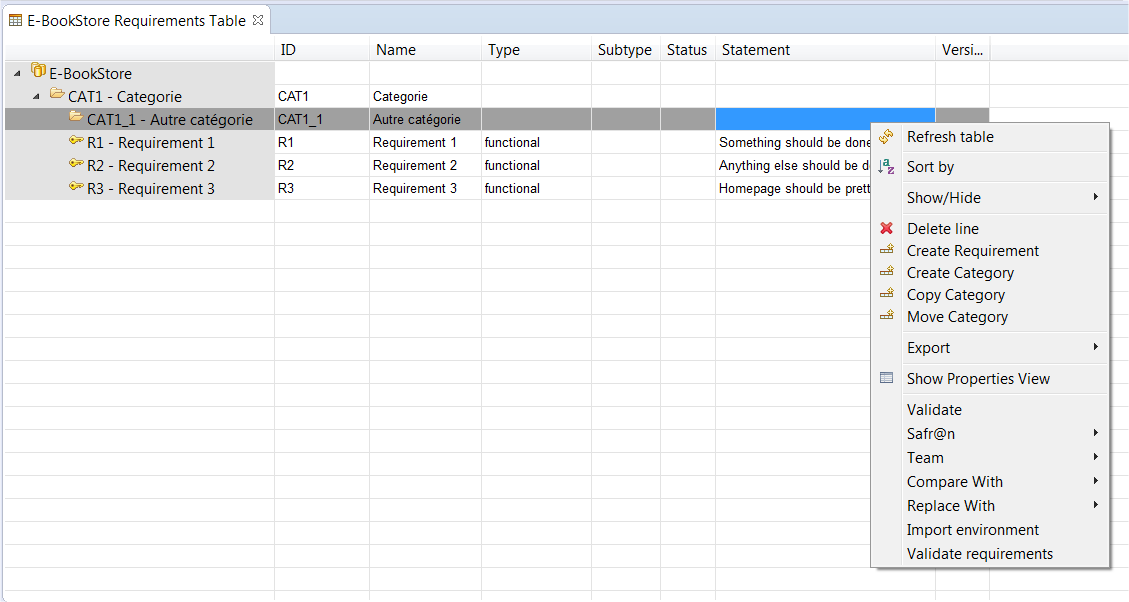 E-BookStore Requirements Table
ID Name Type Subtype Status Statement Versi...
E-BookStore
CAT1 - Categorie CAT1 Categorie
CAT1_1 - Autre catégorie CAT1_1 Autre catégorie
R1 - Requirement 1 R1 Requirement 1 functional Something should be done
R2 - Requirement 2 R2 Requirement 2 functional Anything else should be d
R3 - Requirement 3 R3 Requirement 3 functional Homepage should be prett
Refresh table
Sort by
Show/Hide
Delete line
Create Requirement
Create Category
Copy Category
Move Category
Export
Show Properties View
Validate
Safr@n
Team
Compare With
Replace With
Import environment
Validate requirements